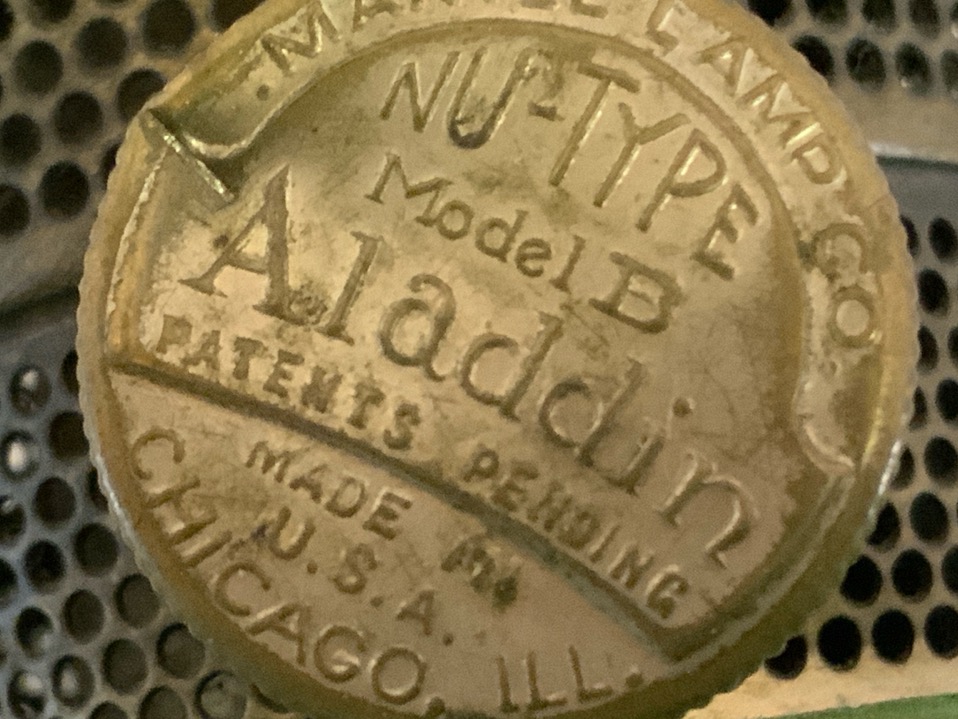 MANTLE LAMP CO.
NU-TYPE
Model B
Aladdin
PATENTS PENDING
MADE IN
U.S.A.
CHICAGO, ILL.